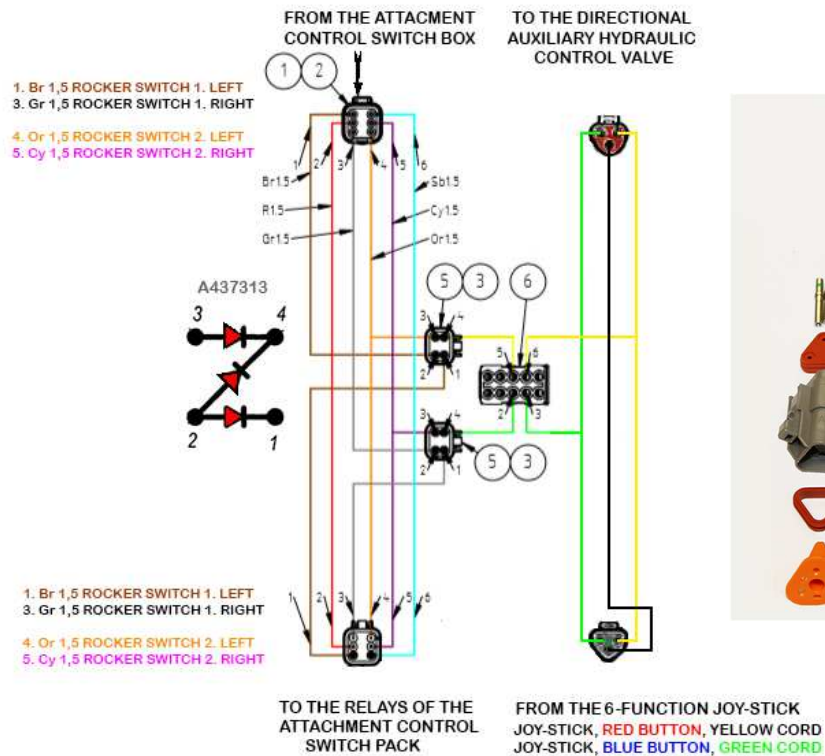 FROM THE ATTACMENT
CONTROL SWITCH BOX
TO THE DIRECTIONAL
AUXILIARY HYDRAULIC
CONTROL VALVE
1 2
1. Br 1,5 ROCKER SWITCH 1. LEFT
3. Gr 1,5 ROCKER SWITCH 1. RIGHT
4. Or 1,5 ROCKER SWITCH 2. LEFT
5. Cy 1,5 ROCKER SWITCH 2. RIGHT
1 2 3 4 5 6
Br1.5
Sb1.5
R1.5
Cy1.5
Gr1.5
Or1.5
A437313
3 4
2 1
5 3 6
3 4
2 1
5 6
2 3
3 4
2 1
5 3
1. Br 1,5 ROCKER SWITCH 1. LEFT
3. Gr 1,5 ROCKER SWITCH 1. RIGHT
4. Or 1,5 ROCKER SWITCH 2. LEFT
5. Cy 1,5 ROCKER SWITCH 2. RIGHT
1 2 3 4 5 6
TO THE RELAYS OF THE
ATTACHMENT CONTROL
SWITCH PACK
FROM THE 6-FUNCTION JOY-STICK
JOY-STICK, RED BUTTON, YELLOW CORD
JOY-STICK, BLUE BUTTON, GREEN CORD